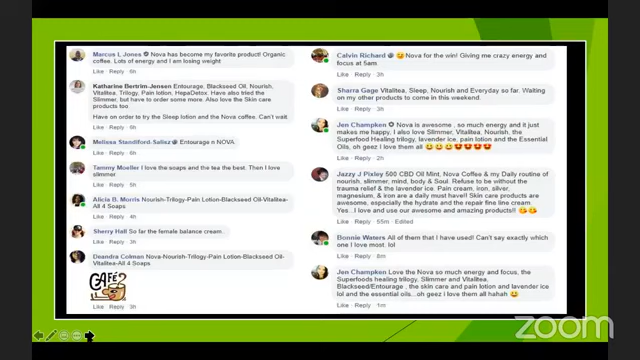 Marcus L Jones Nova has become my favorite product! Organic
coffee. Lots of energy and I am losing weight
Like · Reply · 6h
Katharine Bertrim-Jensen Entourage, Blackseed Oil, Nourish,
Vitalitea, Trilogy, Pain lotion, HepaDetox. Have also tried the
Slimmer, but have to order some more. Also love the Skin care
products too.
Have on order to try the Sleep lotion and the Nova coffee. Can't wait.
Like · Reply · 6h
Melissa Standiford. Entourage n NOVA
Like · Reply · 6h
Tammy Moeller I love the soaps and the tea the best. Then I love
slimmer
Like · Reply · 5h
Alicia B. Morris Nourish-Trilogy-Pain Lotion-Blackseed Oil-Vitalitea-
All 4 Soaps
Like · Reply · 4h
Sherry Hall So far the female balance cream.
Like · Reply · 3h
Deandra Colman Nova-Nourish-Trilogy-Pain Lotion-Blackseed
Oil-Vitalitea-All 4 Soaps
CAFÉ?
Like · Reply · 3h
Calvin Richard Nova for the win! Giving me crazy energy and
focus at 5am
Like · Reply · 3h
Sharra Gage Vitalitea, Sleep, Nourish and Everyday so far. Waiting
on my other products to come in this weekend.
Like · Reply · 3h
Jen Champken Nova is awesome , so much energy and it just
makes me happy. I also love Slimmer, Vitalitea, Nourish, the
Superfood Healing trilogy, lavender ice, pain lotion and the Essential
Oils, oh geez I love them all
Like · Reply · 2h
Jazzy J Pixley 500 CBD Oil Mint, Nova Coffee & my Daily routine of
nourish, slimmer, mind, body & Soul. Refuse to be without the
trauma relief & the lavender ice. Pain cream, iron, silver,
magnesium, & iron are a daily must have!! Skin care products are
awesome, especially the hydrate and the repair fine line cream.
Yes...I love and use our awesome and amazing products!!
Like · Reply · 55m · Edited
Bonnie Waters All of them that I have used! Can't say exactly which
one I love most. lol
Like · Reply · 8m
Jen Champken Love the Nova so much energy and focus, the
Superfoods healing trilogy, Slimmer and Vitalitea.
Blackseed/Entourage , the skin care and pain lotion and lavender ice
lol and the essential oils...oh geez i love them all hahah
Like · Reply · 1m
zoom